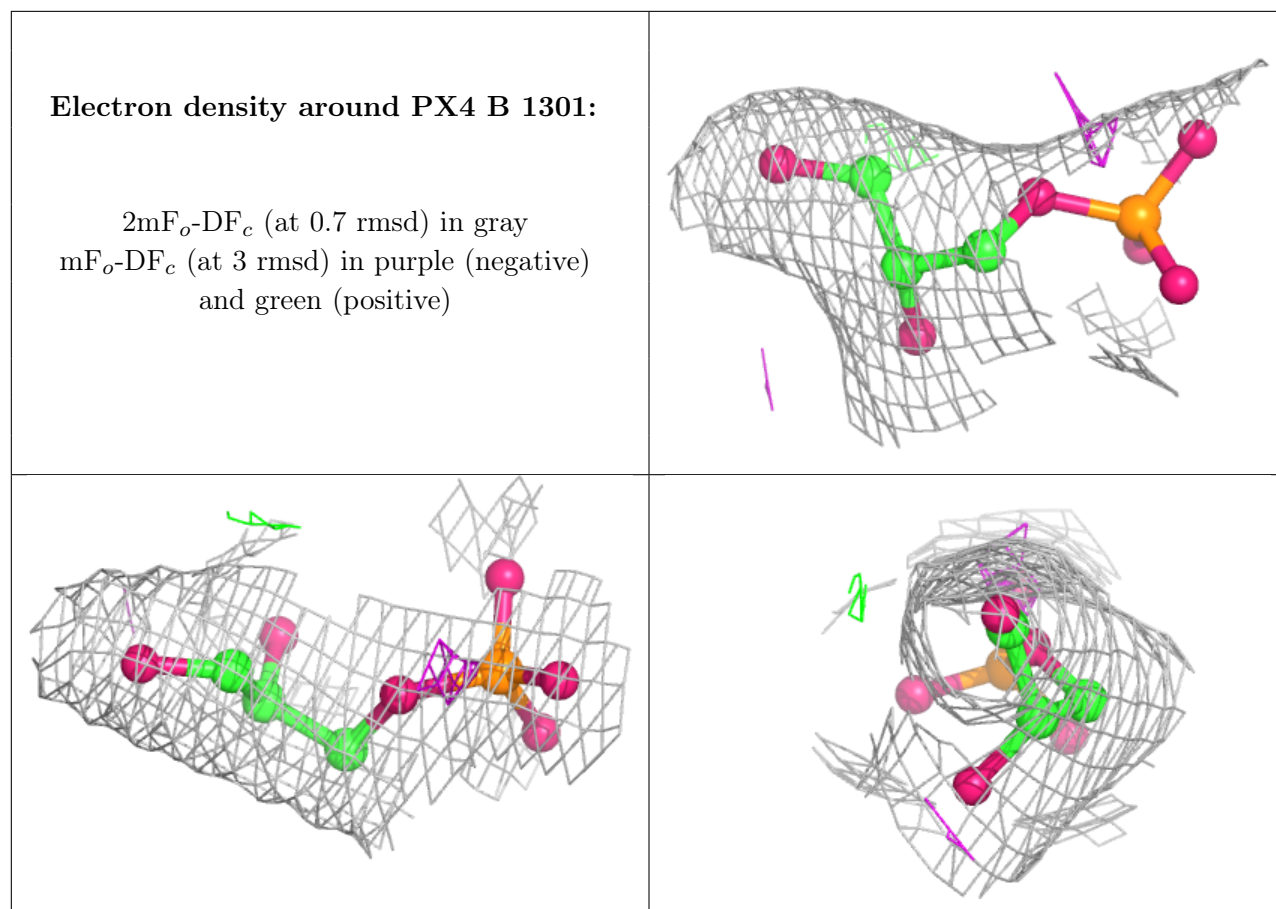 Electron density around PX4 B 1301:
2mFₒ-DF𝒸 (at 0.7 rmsd) in gray
mFₒ-DF𝒸 (at 3 rmsd) in purple (negative)
and green (positive)